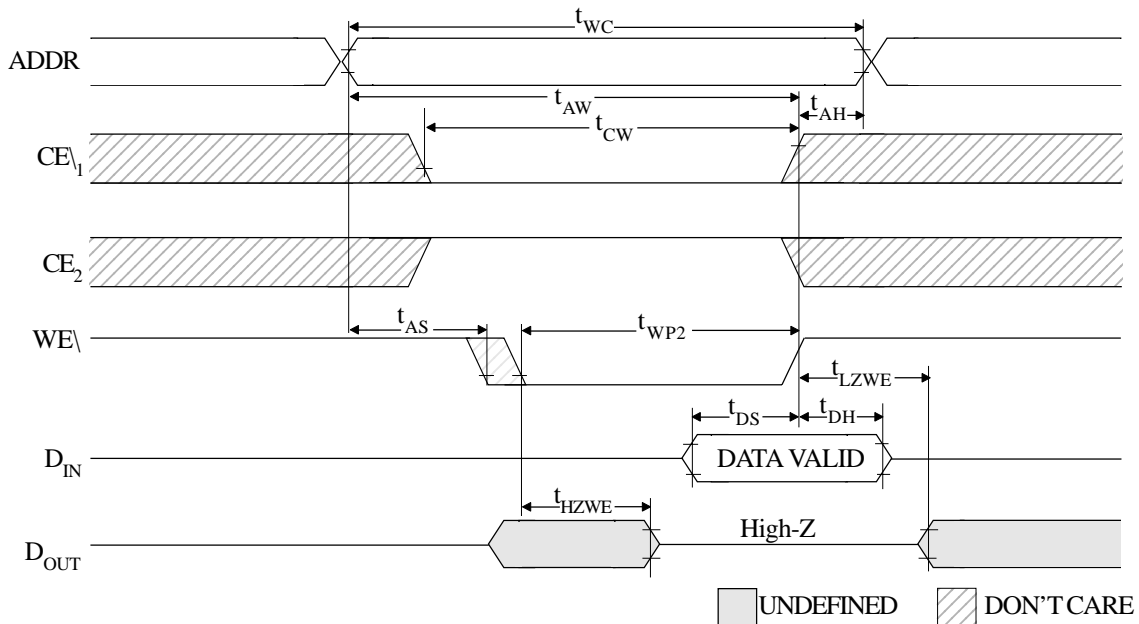 tWC
ADDR
tAW
tAH
tCW
CE\1
CE2
tAS
tWP2
WE\
tLZWE
tDS
tDH
DIN
DATA VALID
tHZWE
High-Z
DOUT
UNDEFINED
DON'T CARE